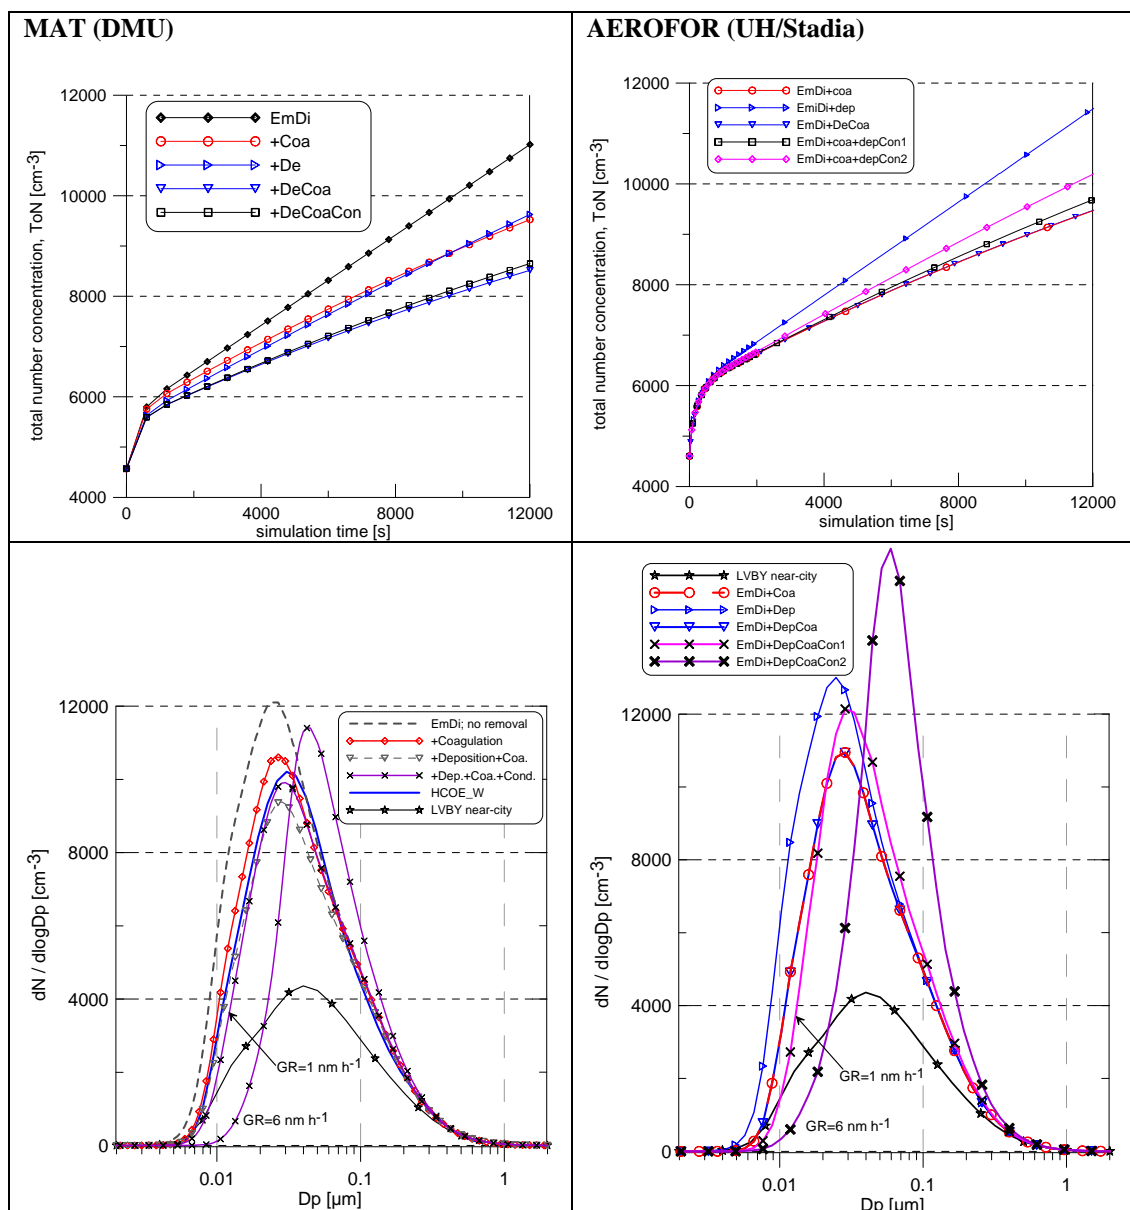 MAT (DMU)
12000
10000
8000
6000
4000
total number concentration, ToN [cm-3]
EmDi
+Coa
+De
+DeCoa
+DeCoaCon
0
4000
8000
12000
simulation time [s]
AEROFOR (UH/Stadia)
12000
10000
8000
6000
4000
total number concentration, ToN [cm-3]
EmDi+coa
EmiDi+dep
EmDi+DeCoa
EmDi+coa+depCon1
EmDi+coa+depCon2
0
4000
8000
12000
simulation time [s]
12000
8000
4000
0
dN / dlogDp [cm-3]
EmDi; no removal
+Coagulation
+Deposition+Coa.
+Dep.+Coa.+Cond.
HCOE_W
LVBY near-city
GR=1 nm h-1
GR=6 nm h-1
0.01
0.1
1
Dp [µm]
LVBY near-city
EmDi+Coa
EmDi+Dep
EmDi+DepCoa
EmDi+DepCoaCon1
EmDi+DepCoaCon2
12000
8000
4000
0
dN / dlogDp [cm-3]
GR=1 nm h-1
GR=6 nm h-1
0.01
0.1
1
Dp [µm]